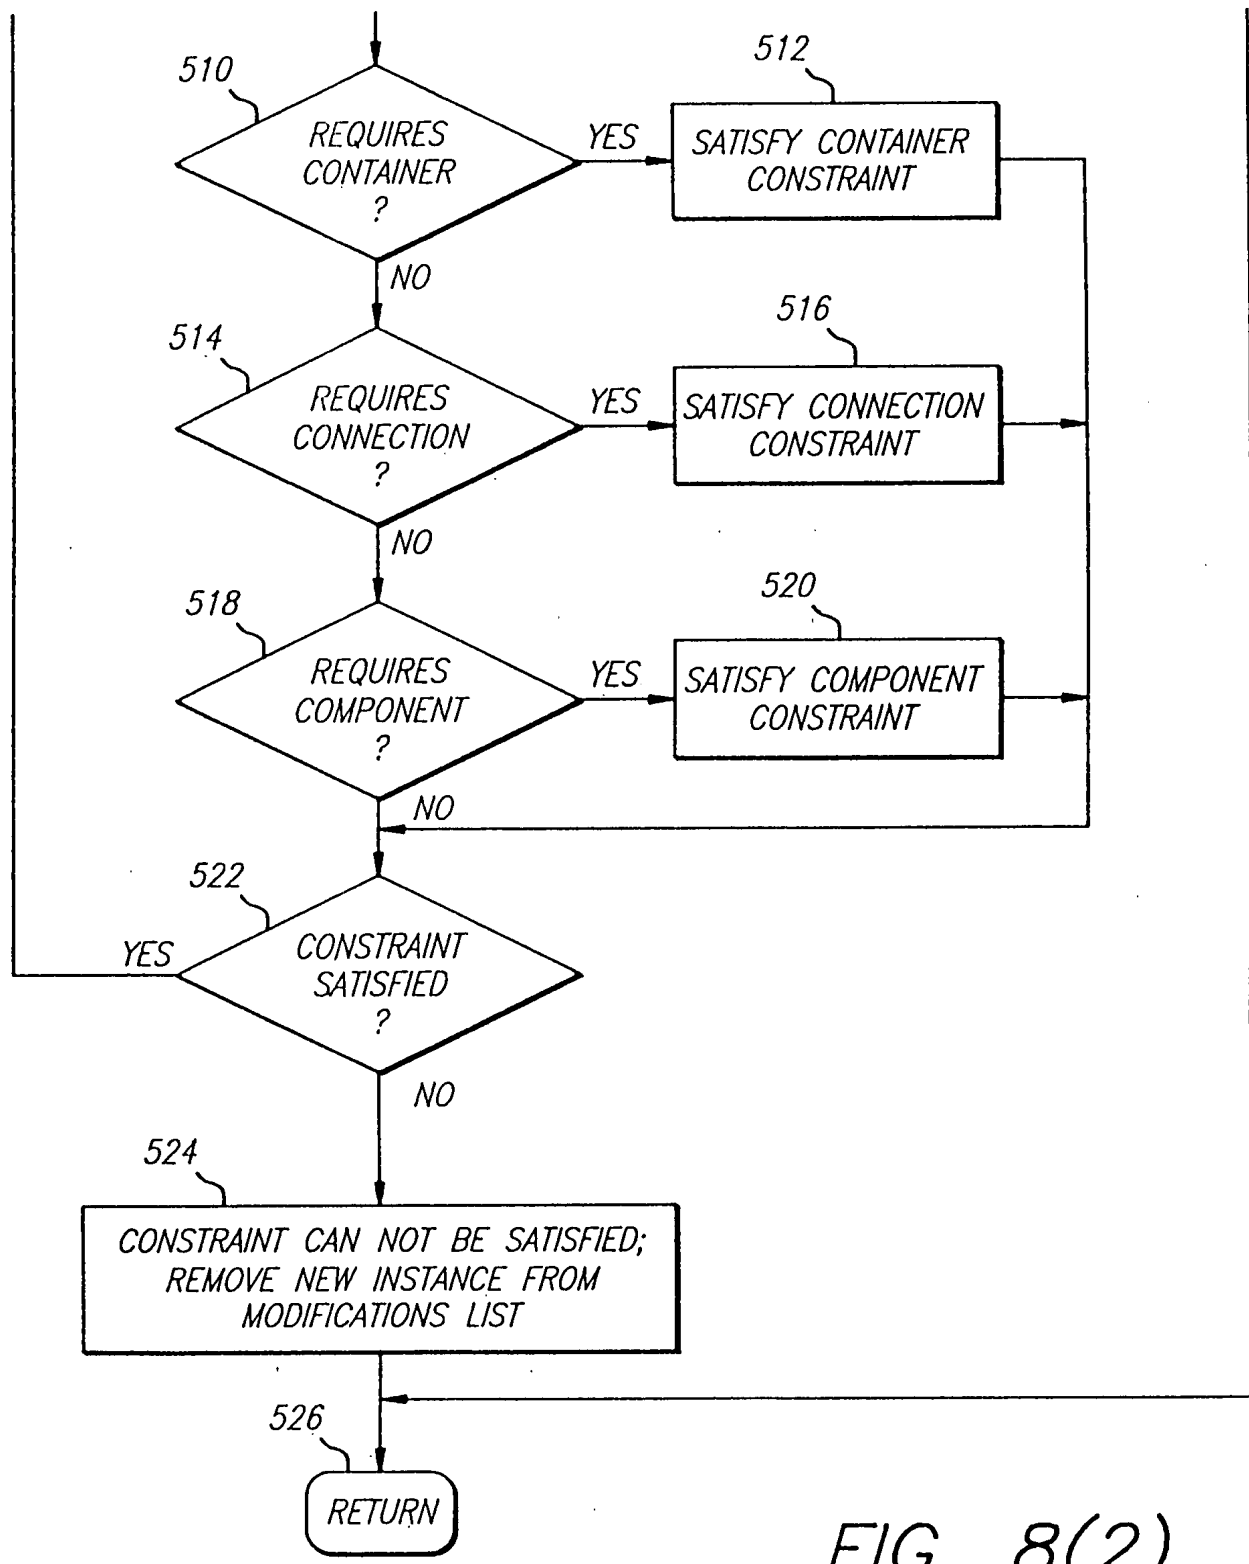 510
REQUIRES
CONTAINER
?
YES
512
SATISFY CONTAINER
CONSTRAINT
NO
514
REQUIRES
CONNECTION
?
YES
516
SATISFY CONNECTION
CONSTRAINT
NO
518
REQUIRES
COMPONENT
?
YES
520
SATISFY COMPONENT
CONSTRAINT
NO
522
YES
CONSTRAINT
SATISFIED
?
NO
524
CONSTRAINT CAN NOT BE SATISFIED;
REMOVE NEW INSTANCE FROM
MODIFICATIONS LIST
526
RETURN
FIG. 8(2)